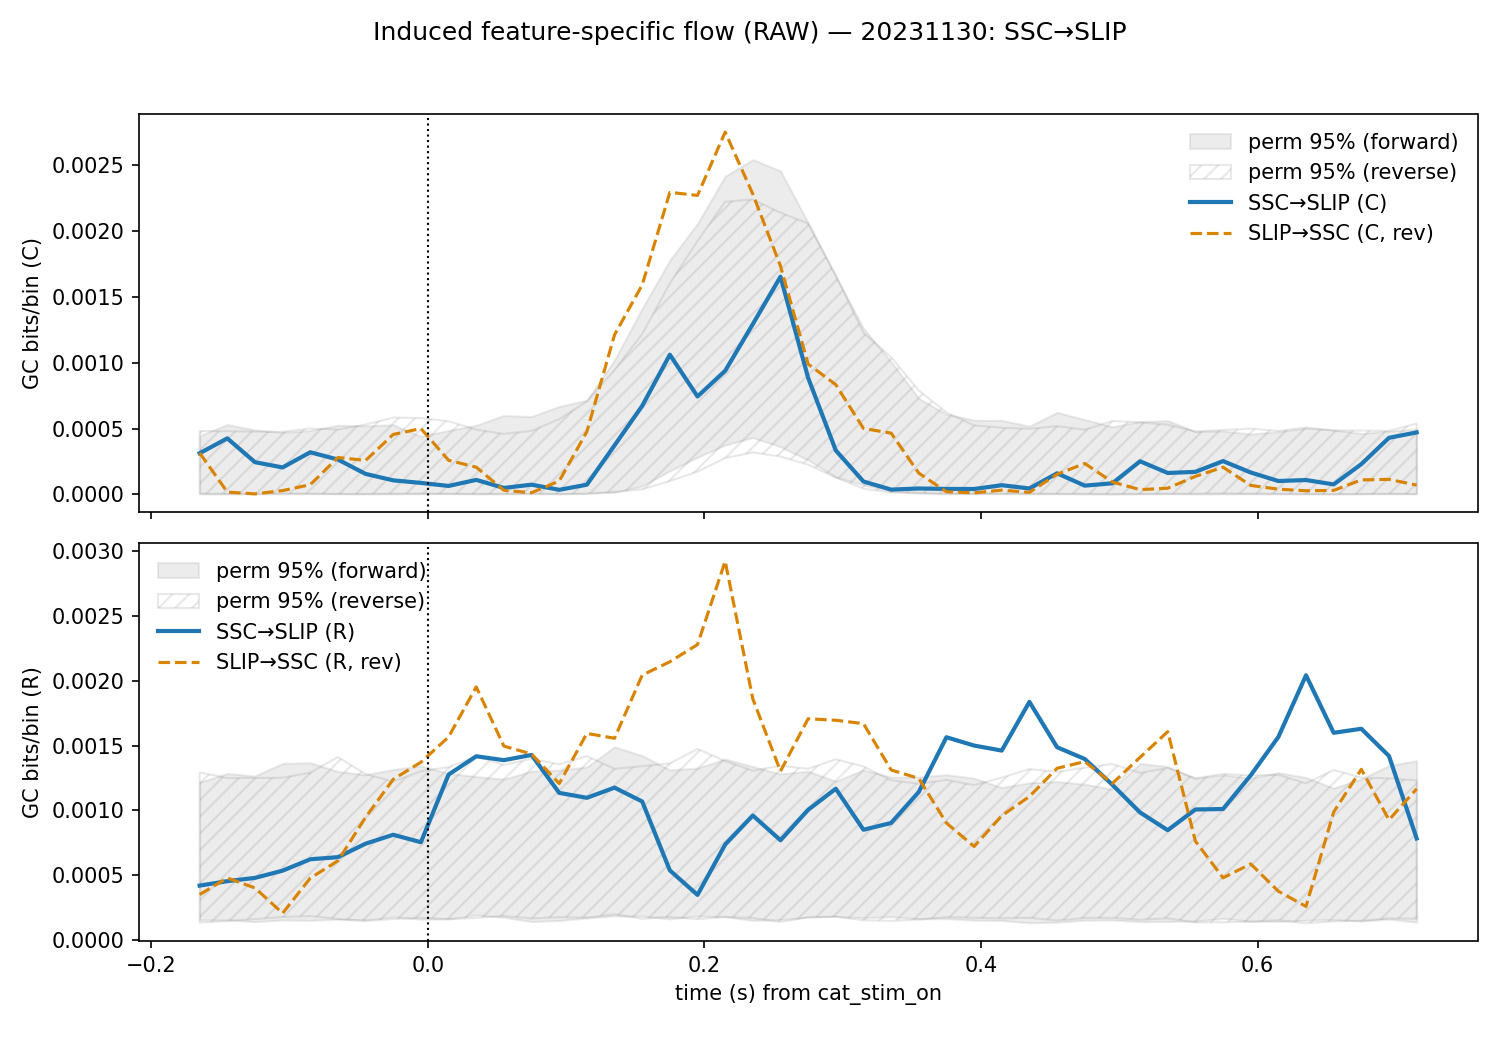 Induced feature-specific flow (RAW) — 20231130: SSC→SLIP
GC bits/bin (C)
0.0025
0.0020
0.0015
0.0010
0.0005
0.0000
perm 95% (forward)
perm 95% (reverse)
SSC→SLIP (C)
SLIP→SSC (C, rev)
GC bits/bin (R)
0.0030
0.0025
0.0020
0.0015
0.0010
0.0005
0.0000
perm 95% (forward)
perm 95% (reverse)
SSC→SLIP (R)
SLIP→SSC (R, rev)
−0.2 0.0 0.2 0.4 0.6
time (s) from cat_stim_on